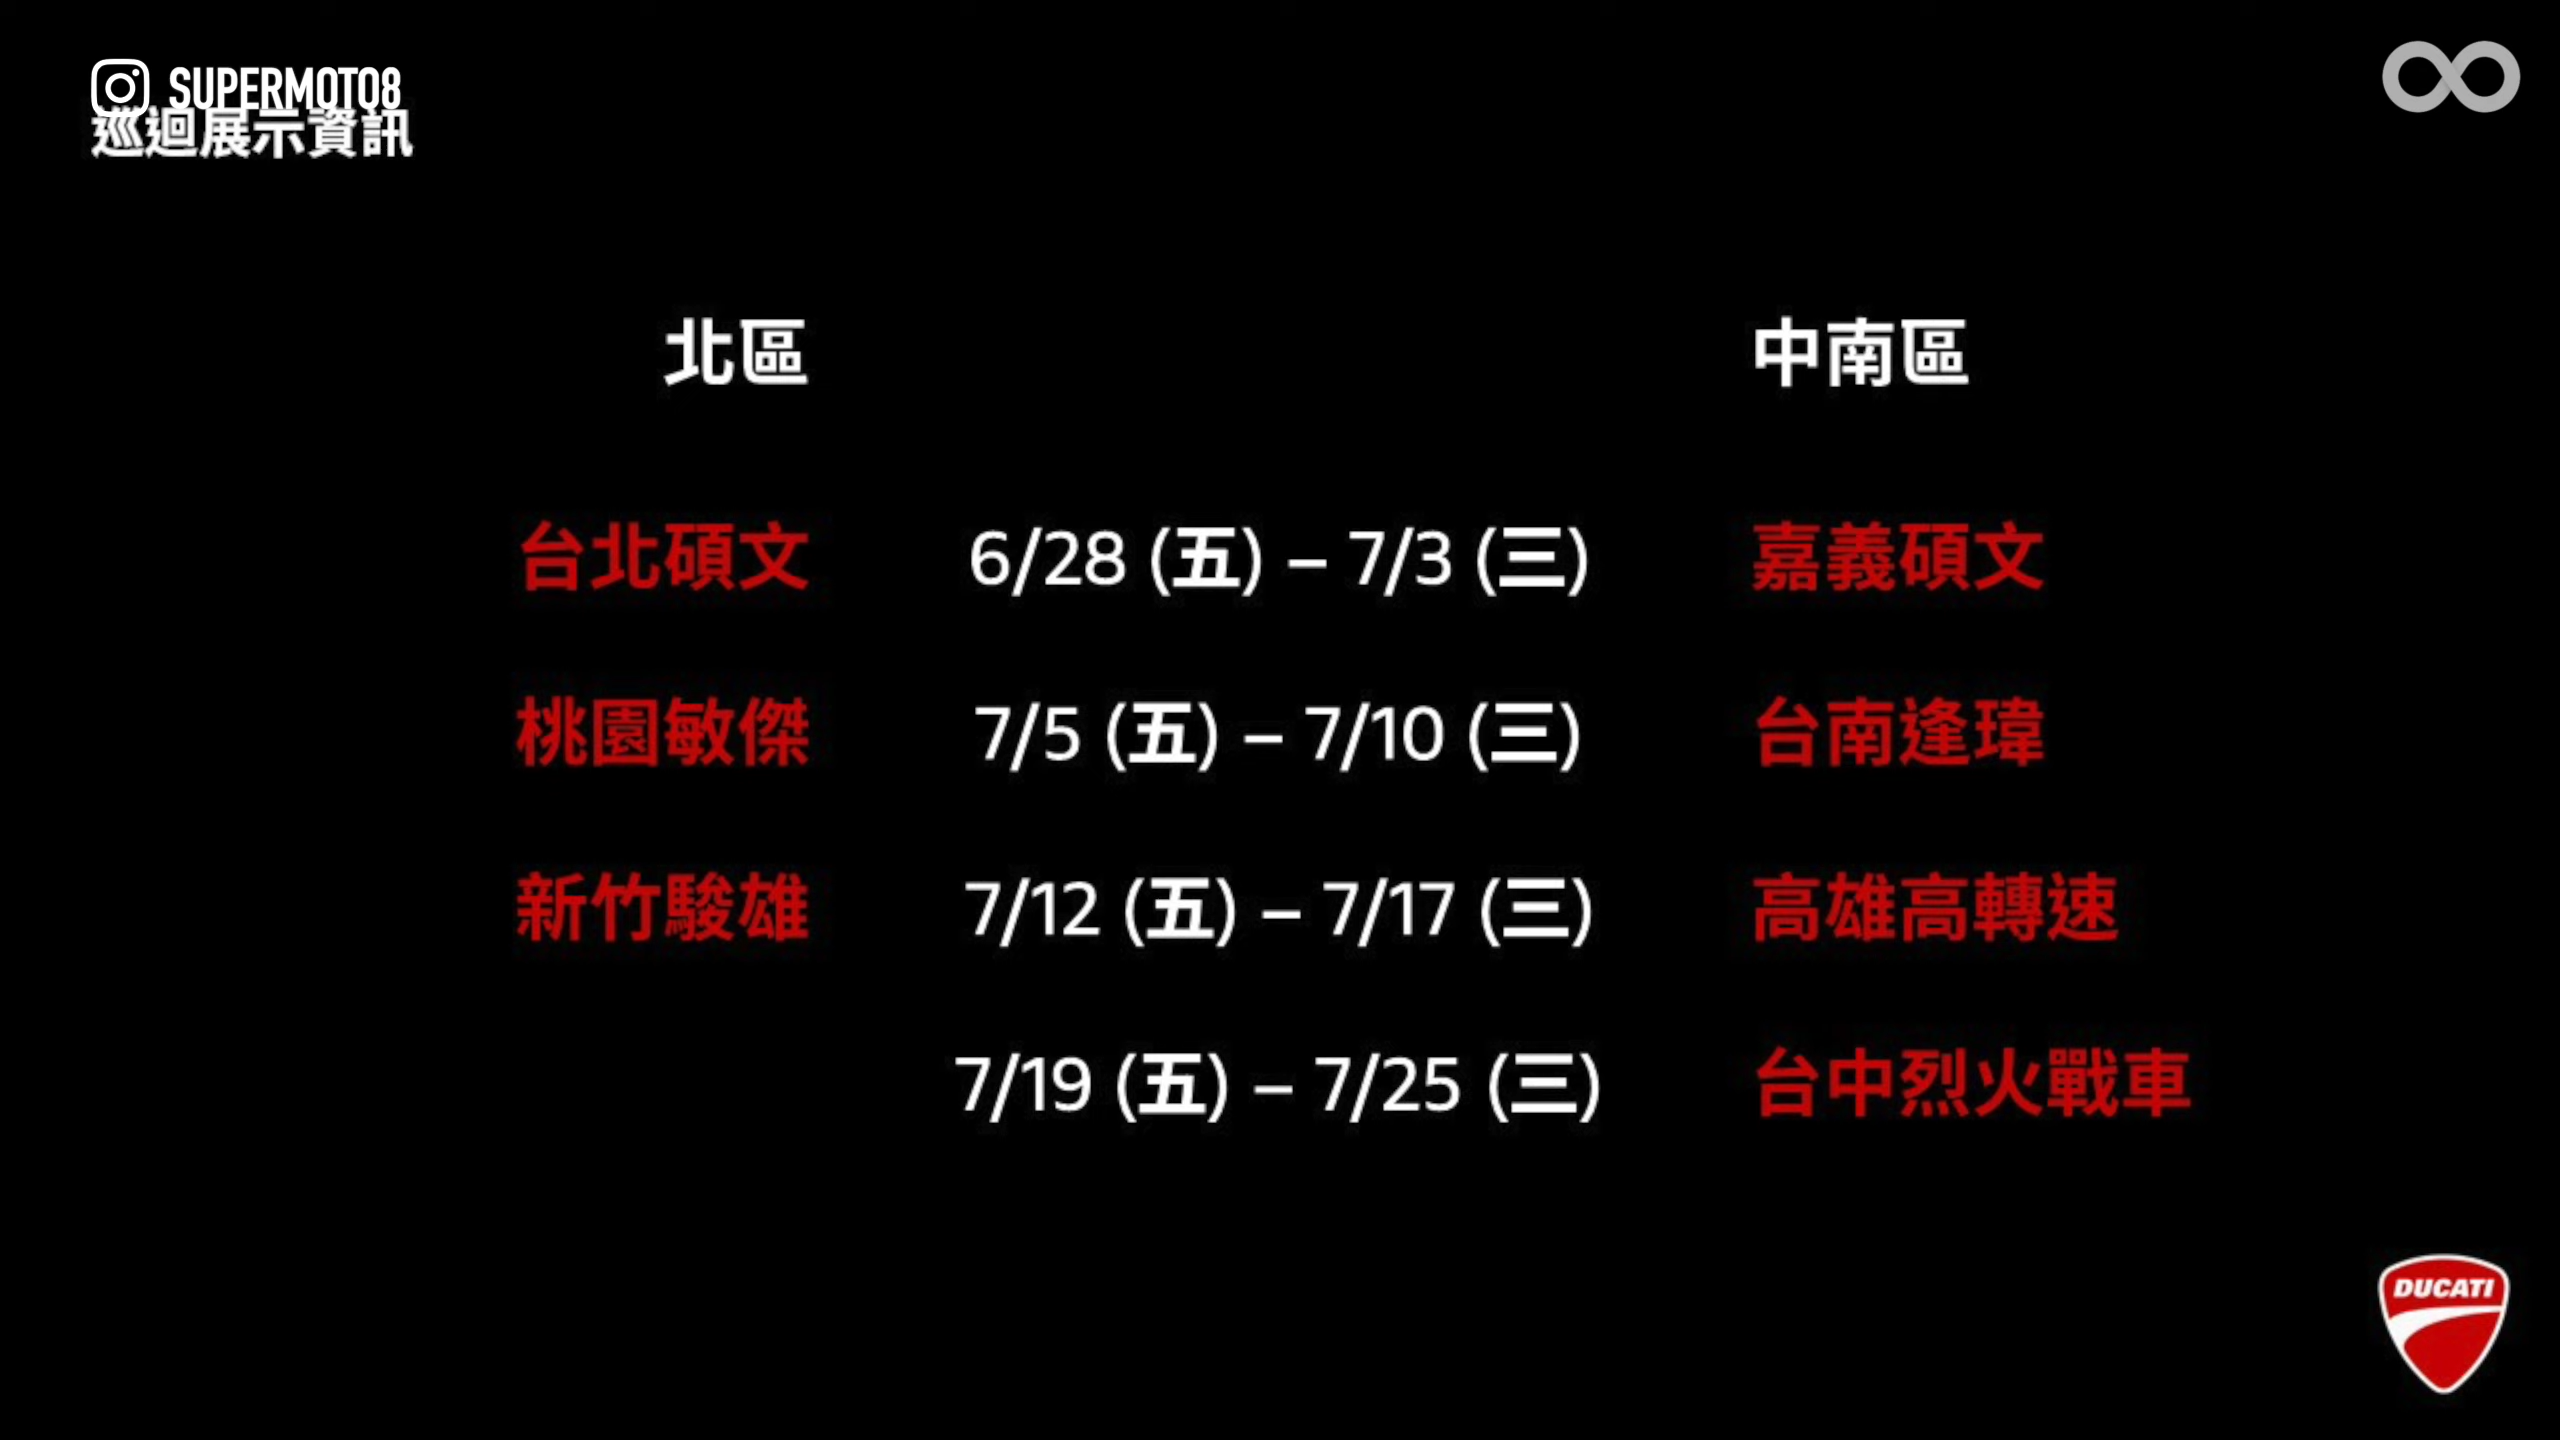 SUPERMOTO8
巡迴展示資訊
北區 中南區
台北碩文 6/28 (五) – 7/3 (三) 嘉義碩文
桃園敏傑 7/5 (五) – 7/10 (三) 台南逢瑋
新竹駿雄 7/12 (五) – 7/17 (三) 高雄高轉速
7/19 (五) – 7/25 (三) 台中烈火戰車
DUCATI